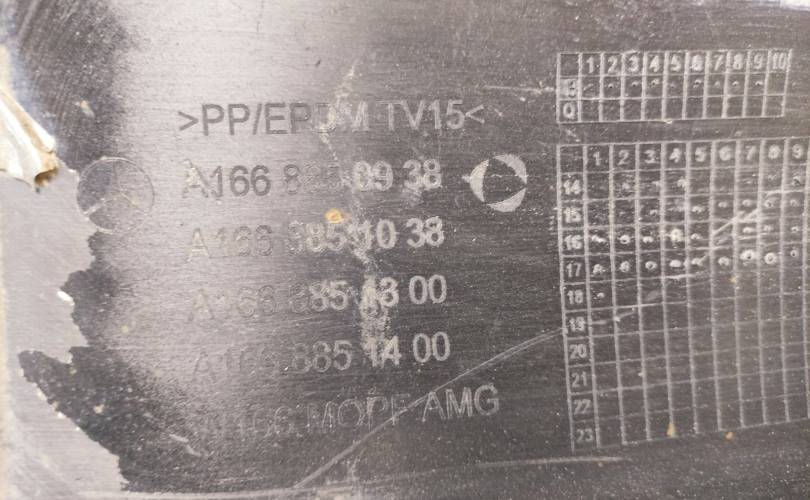 >PP/EPDM TV15<
A166 885 09 38
A166 885 10 38
A166 885 13 00
A166 885 14 00
166 MOPF AMG
1 2 3 4 5 6 7 8 9 10
Q
1 2 3 4 5 6 7 8 9
14
15
16
17
18
19
20
21
22
23